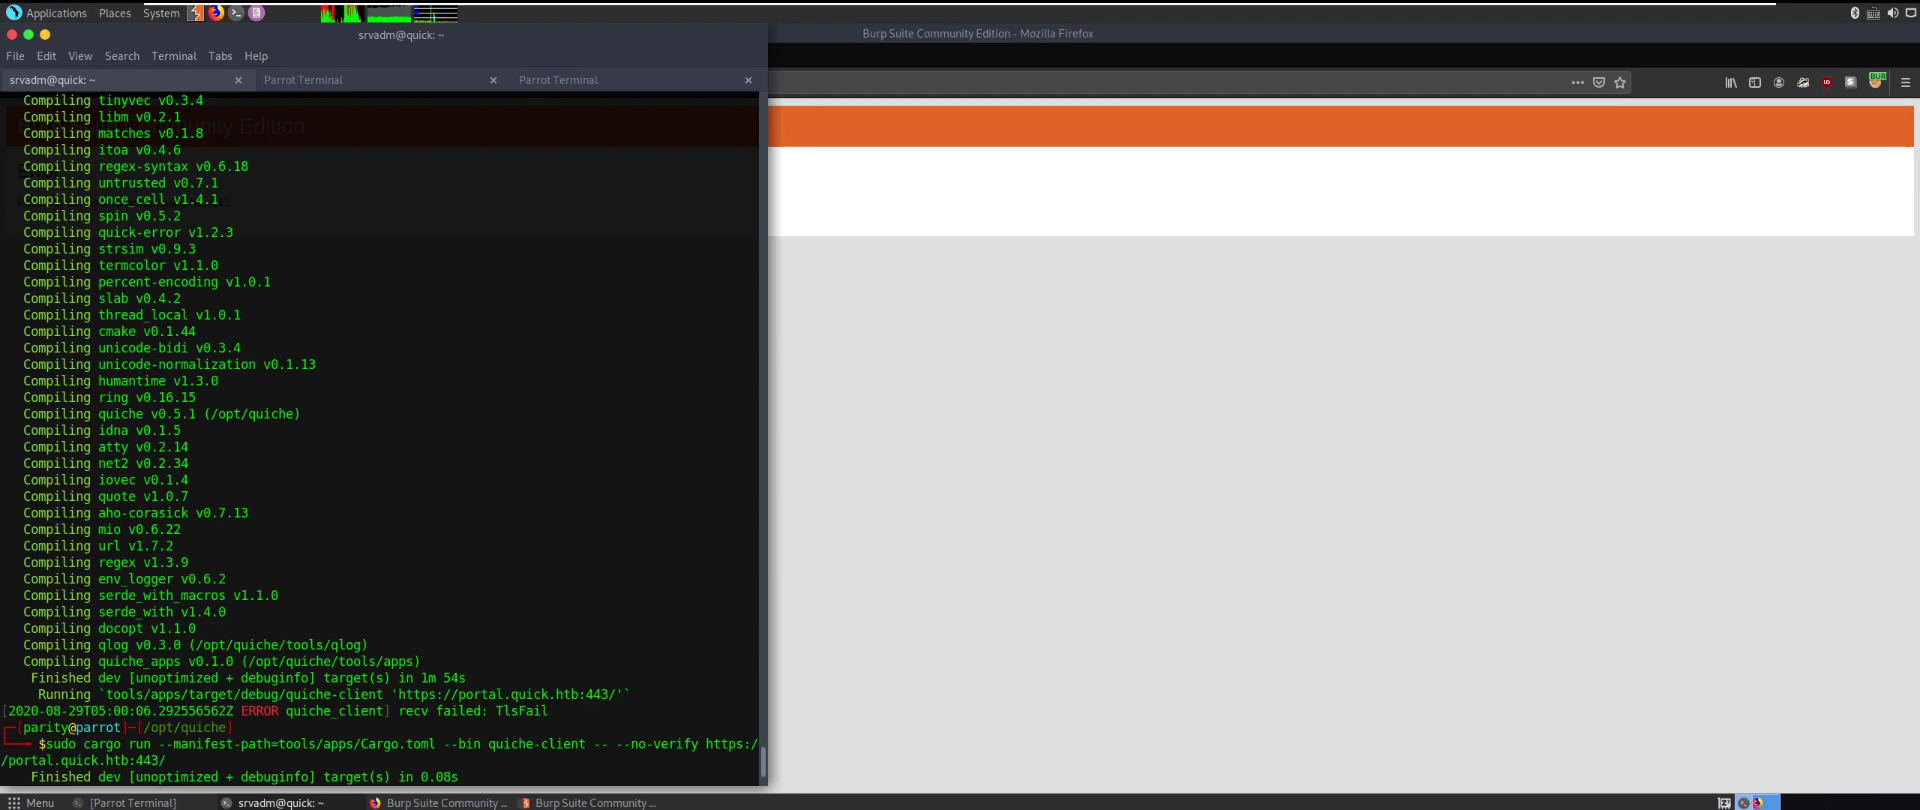 Applications Places System
srvadm@quick: ~
Burp Suite Community Edition - Mozilla Firefox
File Edit View Search Terminal Tabs Help
srvadm@quick: ~ × Parrot Terminal × Parrot Terminal ×
BUR
Compiling tinyvec v0.3.4
Compiling libm v0.2.1
Edition
Compiling matches v0.1.8
Compiling itoa v0.4.6
Compiling regex-syntax v0.6.18
Compiling untrusted v0.7.1
Compiling once_cell v1.4.1
Compiling spin v0.5.2
Compiling quick-error v1.2.3
Compiling strsim v0.9.3
Compiling termcolor v1.1.0
Compiling percent-encoding v1.0.1
Compiling slab v0.4.2
Compiling thread_local v1.0.1
Compiling cmake v0.1.44
Compiling unicode-bidi v0.3.4
Compiling unicode-normalization v0.1.13
Compiling humantime v1.3.0
Compiling ring v0.16.15
Compiling quiche v0.5.1 (/opt/quiche)
Compiling idna v0.1.5
Compiling atty v0.2.14
Compiling net2 v0.2.34
Compiling iovec v0.1.4
Compiling quote v1.0.7
Compiling aho-corasick v0.7.13
Compiling mio v0.6.22
Compiling url v1.7.2
Compiling regex v1.3.9
Compiling env_logger v0.6.2
Compiling serde_with_macros v1.1.0
Compiling serde_with v1.4.0
Compiling docopt v1.1.0
Compiling qlog v0.3.0 (/opt/quiche/tools/qlog)
Compiling quiche_apps v0.1.0 (/opt/quiche/tools/apps)
Finished dev [unoptimized + debuginfo] target(s) in 1m 54s
Running `tools/apps/target/debug/quiche-client 'https://portal.quick.htb:443/'`
[2020-08-29T05:00:06.292556562Z ERROR quiche_client] recv failed: TlsFail
┌─[parity@parrot]─[/opt/quiche]
└──╼ $sudo cargo run --manifest-path=tools/apps/Cargo.toml --bin quiche-client -- --no-verify https:/
/portal.quick.htb:443/
Finished dev [unoptimized + debuginfo] target(s) in 0.08s
Menu [Parrot Terminal] srvadm@quick: ~ Burp Suite Community ... Burp Suite Community ...